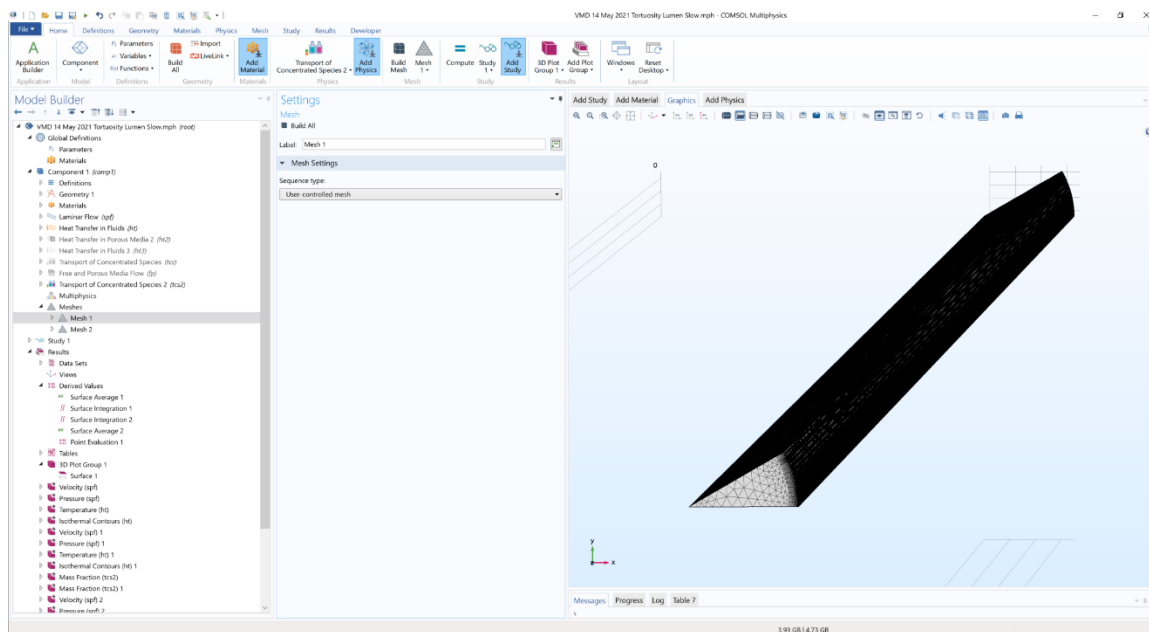 VMD 14 May 2021 Tortuosity Lumen Slow.mph - COMSOL Multiphysics
File Home Definitions Geometry Materials Physics Mesh Study Results Developer
Application Builder
Component
Pi Parameters
Variables
Functions
Build All
Import
LiveLink
Add Material
Transport of Concentrated Species 2
Add Physics
Build Mesh
Mesh 1
Compute
Study 1
Add Study
3D Plot Group 1
Add Plot Group
Windows
Reset Desktop
Application Model Definitions Geometry Materials Physics Mesh Study Results Layout
Model Builder
VMD 14 May 2021 Tortuosity Lumen Slow.mph (root)
Global Definitions
Pi Parameters
Materials
Component 1 (comp1)
Definitions
Geometry 1
Materials
Laminar Flow (spf)
Heat Transfer in Fluids (ht)
Heat Transfer in Porous Media 2 (ht2)
Heat Transfer in Fluids 3 (ht3)
Transport of Concentrated Species (tcs)
Free and Porous Media Flow (fp)
Transport of Concentrated Species 2 (tcs2)
Multiphysics
Meshes
Mesh 1
Mesh 2
Study 1
Results
Data Sets
Views
Derived Values
Surface Average 1
Surface Integration 1
Surface Integration 2
Surface Average 2
Point Evaluation 1
Tables
3D Plot Group 1
Surface 1
Velocity (spf)
Pressure (spf)
Temperature (ht)
Isothermal Contours (ht)
Velocity (spf) 1
Pressure (spf) 1
Temperature (ht) 1
Isothermal Contours (ht) 1
Mass Fraction (tcs2)
Mass Fraction (tcs2) 1
Velocity (spf) 2
Pressure (spf) 2
Settings
Mesh
Build All
Label: Mesh 1
Mesh Settings
Sequence type:
User-controlled mesh
Add Study Add Material Graphics Add Physics
0
y
x
Messages Progress Log Table 7
3.93 GB | 4.73 GB